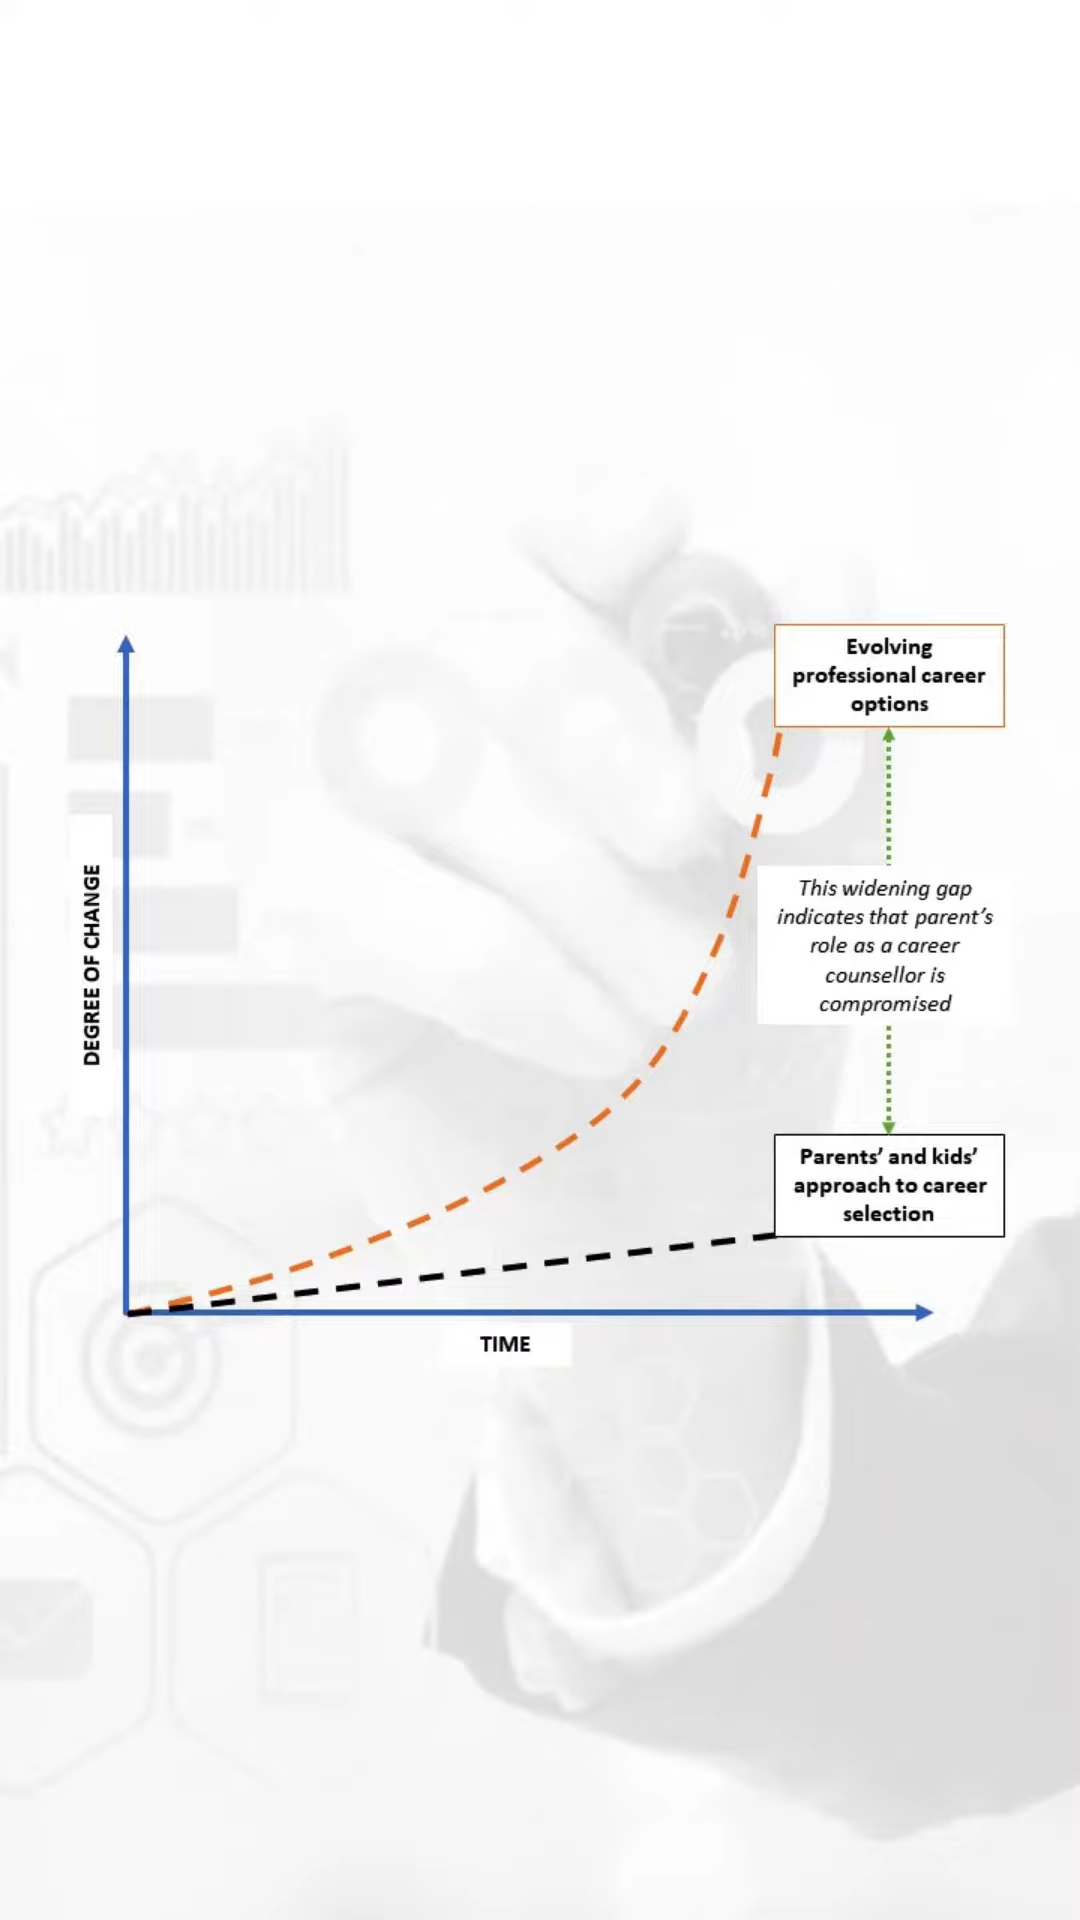 Evolving
professional career
options
This widening gap
indicates that parent's
role as a career
counsellor is
compromised
DEGREE OF CHANGE
Parents' and kids'
approach to career
selection
TIME